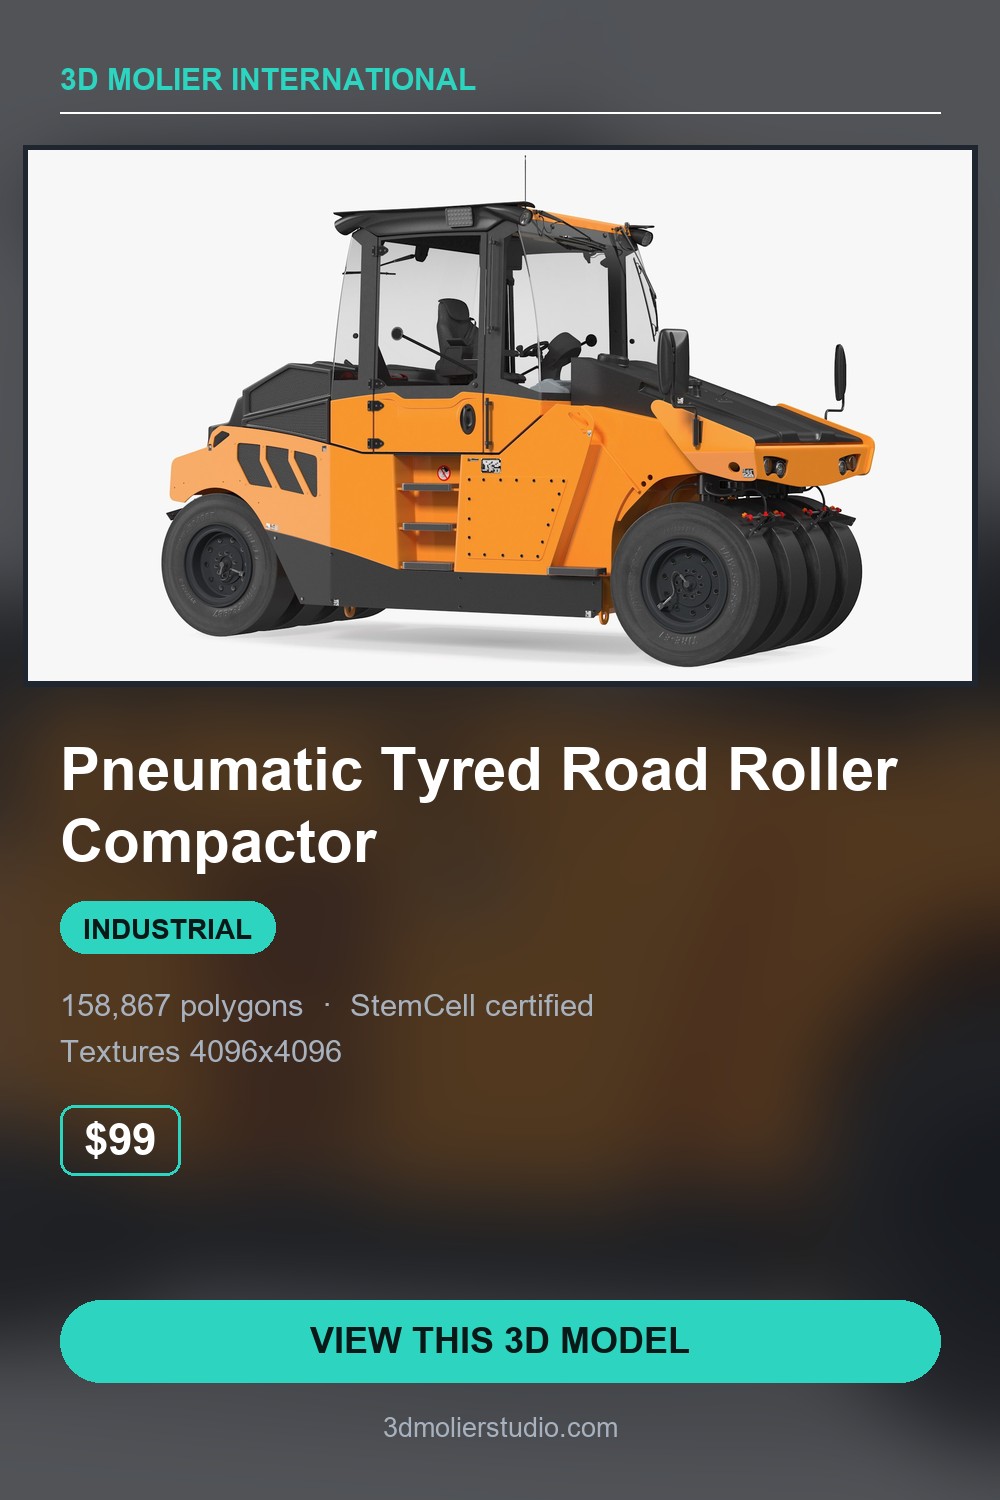 3D MOLIER INTERNATIONAL
Pneumatic Tyred Road Roller
Compactor
INDUSTRIAL
158,867 polygons · StemCell certified
Textures 4096x4096
$99
VIEW THIS 3D MODEL
3dmolierstudio.com